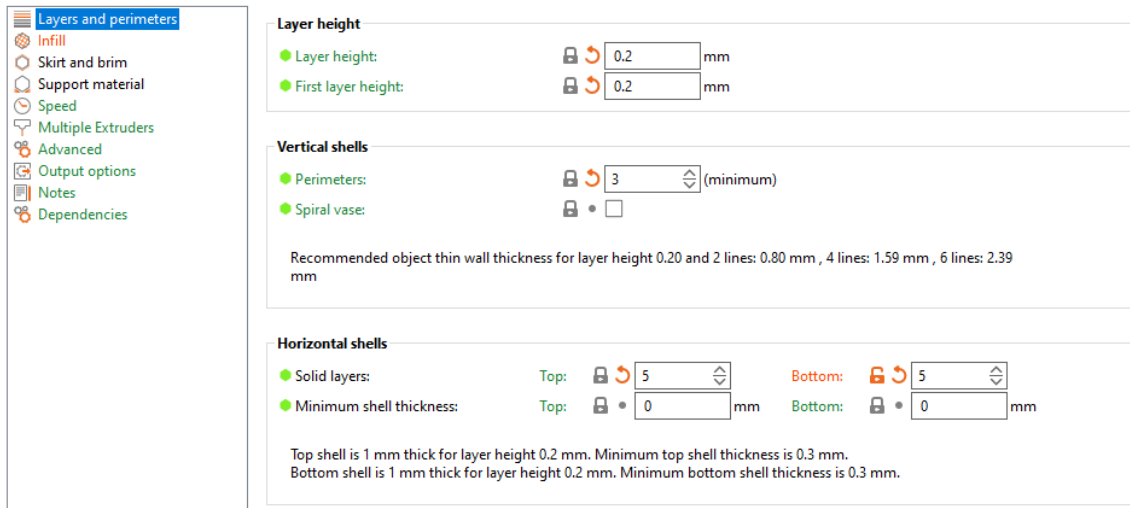 Layers and perimeters
Infill
Skirt and brim
Support material
Speed
Multiple Extruders
Advanced
Output options
Notes
Dependencies
Layer height
Layer height: 0.2 mm
First layer height: 0.2 mm
Vertical shells
Perimeters: 3 (minimum)
Spiral vase:
Recommended object thin wall thickness for layer height 0.20 and 2 lines: 0.80 mm , 4 lines: 1.59 mm , 6 lines: 2.39
mm
Horizontal shells
Solid layers: Top: 5 Bottom: 5
Minimum shell thickness: Top: 0 mm Bottom: 0 mm
Top shell is 1 mm thick for layer height 0.2 mm. Minimum top shell thickness is 0.3 mm.
Bottom shell is 1 mm thick for layer height 0.2 mm. Minimum bottom shell thickness is 0.3 mm.